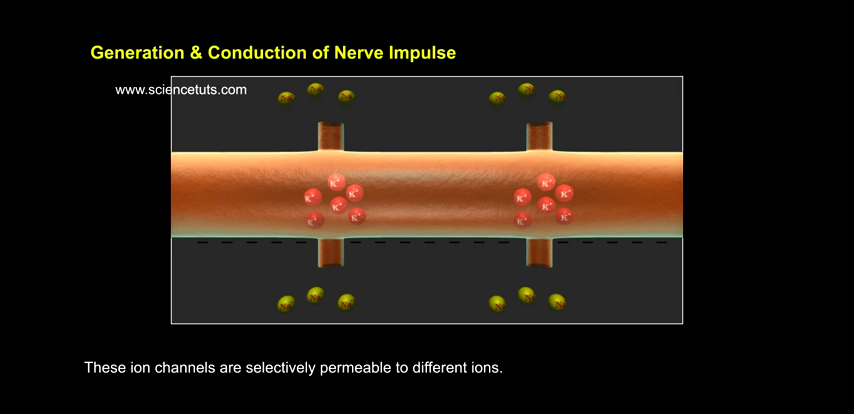 Generation & Conduction of Nerve Impulse
www.sciencetuts.com
K+ K+ K+ K+ K+ K+
K+ K+ K+ K+ K+ K+
These ion channels are selectively permeable to different ions.